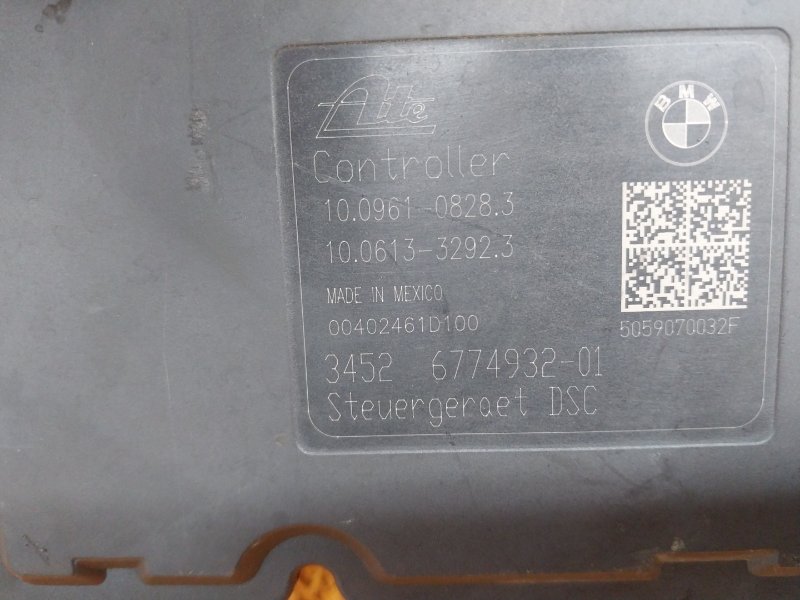 Ate
BMW
Controller
10.0961-0828.3
10.0613-3292.3
MADE IN MEXICO
00402461D100
5059070032F
3452 6774932-01
Steuergeraet DSC